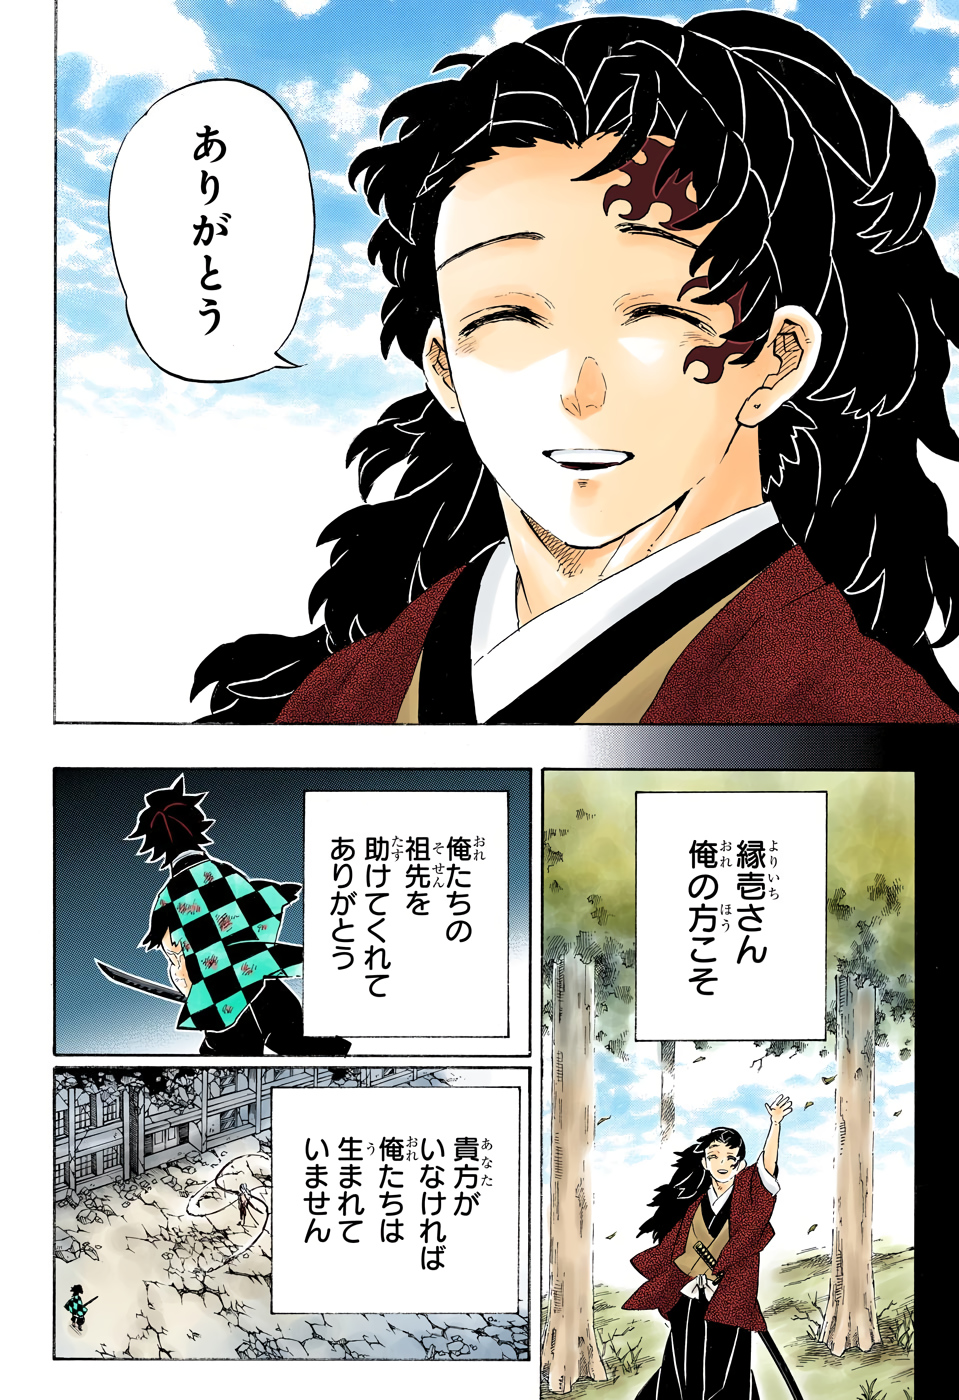 ありがとう
縁壱さん
俺の方こそ
俺たちの
祖先を
助けてくれて
ありがとう
貴方が
いなければ
俺たちは
生まれて
いません